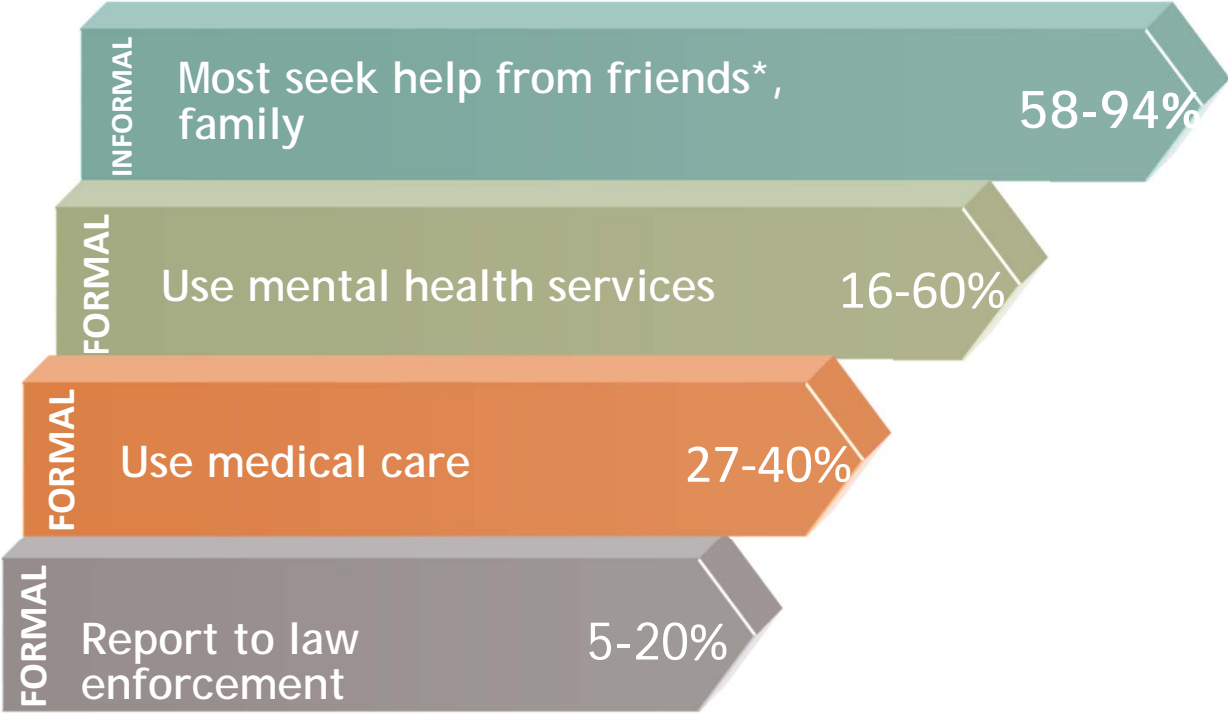 INFORMAL
Most seek help from friends*,
family
58-94%
FORMAL
Use mental health services
16-60%
FORMAL
Use medical care
27-40%
FORMAL
Report to law
enforcement
5-20%